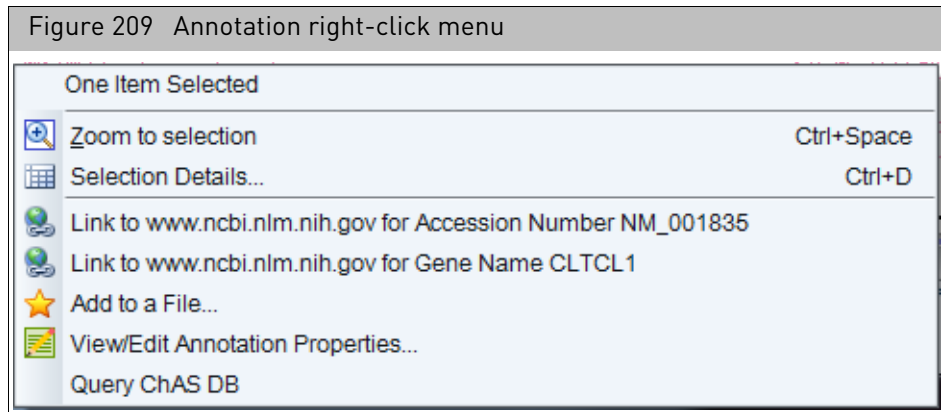 Figure 209 Annotation right-click menu
One Item Selected
Zoom to selection Ctrl+Space
Selection Details... Ctrl+D
Link to www.ncbi.nlm.nih.gov for Accession Number NM_001835
Link to www.ncbi.nlm.nih.gov for Gene Name CLTCL1
Add to a File...
View/Edit Annotation Properties...
Query ChAS DB